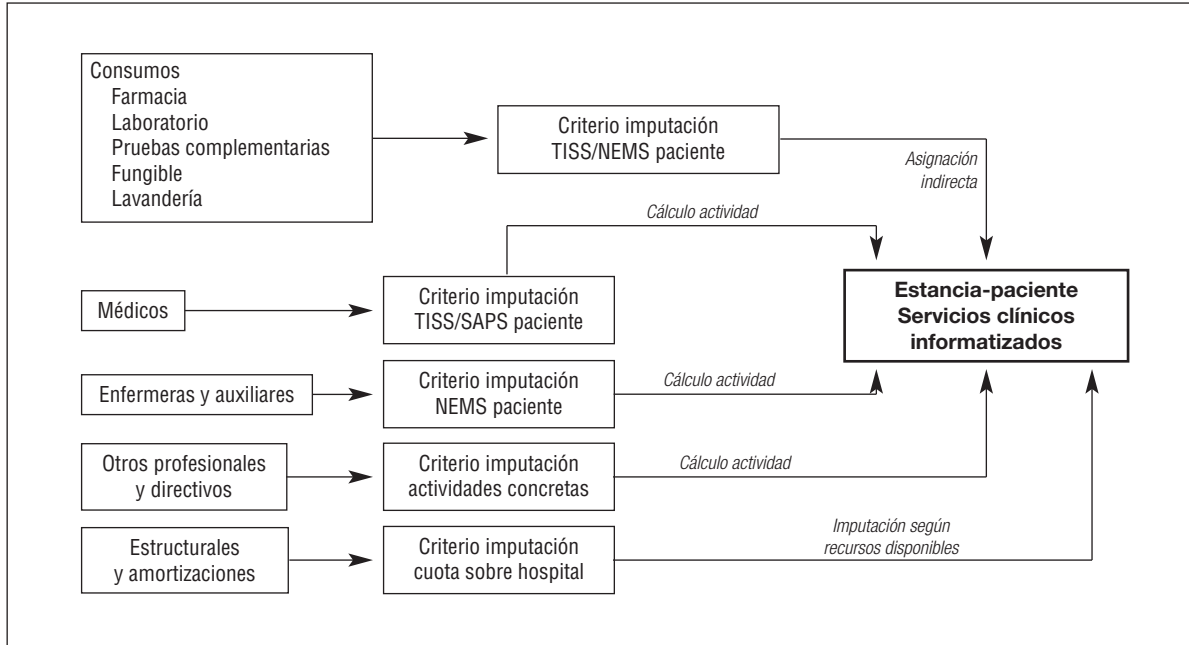 Consumos
Farmacia
Laboratorio
Pruebas complementarias
Fungible
Lavandería
Criterio imputación
TISS/NEMS paciente
Asignación
indirecta
Cálculo actividad
Médicos
Criterio imputación
TISS/SAPS paciente
Estancia-paciente
Servicios clínicos
informatizados
Enfermeras y auxiliares
Criterio imputación
NEMS paciente
Cálculo actividad
Otros profesionales
y directivos
Criterio imputación
actividades concretas
Cálculo actividad
Estructurales
y amortizaciones
Criterio imputación
cuota sobre hospital
Imputación según
recursos disponibles